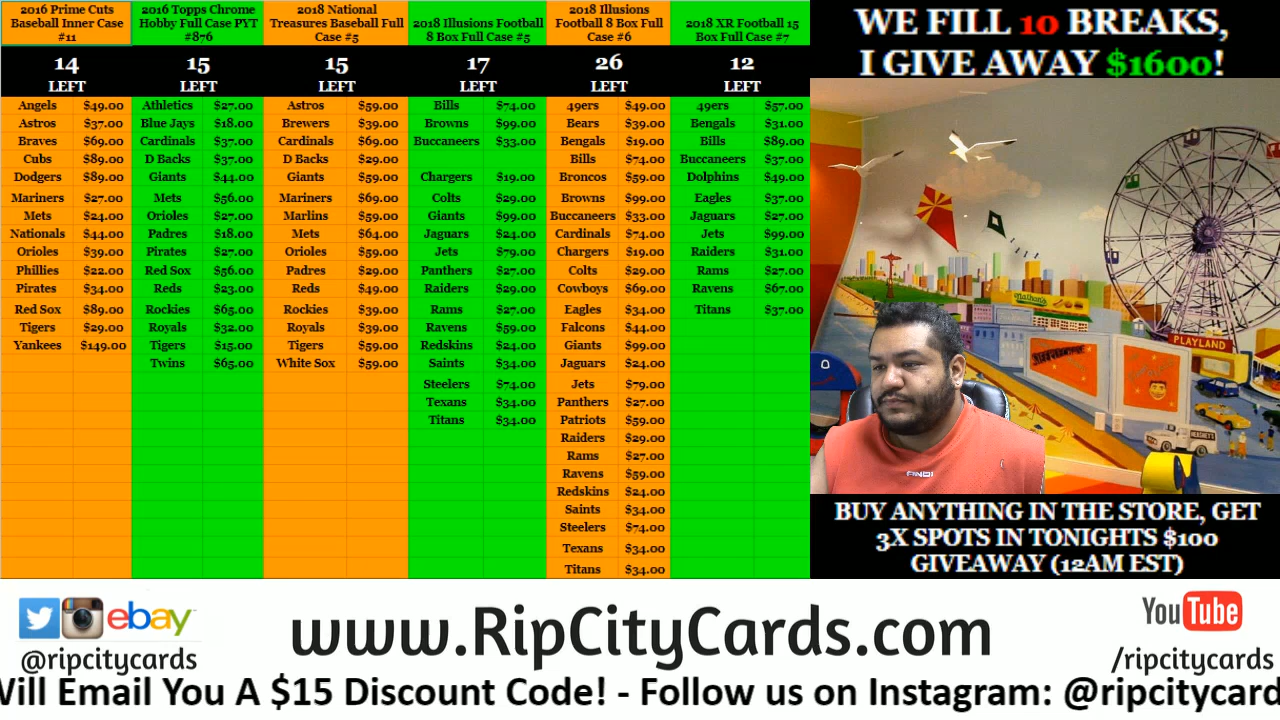 2016 Prime Cuts
Baseball Inner Case
#11
14
LEFT
Angels $49.00
Astros $37.00
Braves $69.00
Cubs $89.00
Dodgers $89.00
Mariners $27.00
Mets $24.00
Nationals $44.00
Orioles $39.00
Phillies $22.00
Pirates $34.00
Red Sox $89.00
Tigers $29.00
Yankees $149.00
2016 Topps Chrome
Hobby Full Case PYT
#876
15
LEFT
Athletics $27.00
Blue Jays $18.00
Cardinals $37.00
D Backs $37.00
Giants $44.00
Mets $56.00
Orioles $27.00
Padres $18.00
Pirates $27.00
Red Sox $56.00
Reds $23.00
Rockies $65.00
Royals $32.00
Tigers $15.00
Twins $65.00
2018 National
Treasures Baseball Full
Case #5
15
LEFT
Astros $59.00
Brewers $39.00
Cardinals $69.00
D Backs $29.00
Giants $59.00
Mariners $69.00
Marlins $59.00
Mets $64.00
Orioles $59.00
Padres $29.00
Reds $49.00
Rockies $39.00
Royals $39.00
Tigers $59.00
White Sox $59.00
2018 Illusions Football
8 Box Full Case #5
17
LEFT
Bills $74.00
Browns $99.00
Buccaneers $33.00
Chargers $19.00
Colts $29.00
Giants $99.00
Jaguars $24.00
Jets $79.00
Panthers $27.00
Raiders $29.00
Rams $27.00
Ravens $59.00
Redskins $24.00
Saints $34.00
Steelers $74.00
Texans $34.00
Titans $34.00
2018 Illusions
Football 8 Box Full
Case #6
26
LEFT
49ers $49.00
Bears $39.00
Bengals $19.00
Bills $74.00
Broncos $59.00
Browns $99.00
Buccaneers $33.00
Cardinals $74.00
Chargers $19.00
Colts $29.00
Cowboys $69.00
Eagles $34.00
Falcons $44.00
Giants $99.00
Jaguars $24.00
Jets $79.00
Panthers $27.00
Patriots $59.00
Raiders $29.00
Rams $27.00
Ravens $59.00
Redskins $24.00
Saints $34.00
Steelers $74.00
Texans $34.00
Titans $34.00
2018 XR Football 15
Box Full Case #7
12
LEFT
49ers $57.00
Bengals $31.00
Bills $89.00
Buccaneers $37.00
Dolphins $49.00
Eagles $37.00
Jaguars $27.00
Jets $99.00
Raiders $31.00
Rams $27.00
Ravens $67.00
Titans $37.00
WE FILL 10 BREAKS,
I GIVE AWAY $1600!
nathan's
PLAYLAND
AND1
BUY ANYTHING IN THE STORE, GET
3X SPOTS IN TONIGHTS $100
GIVEAWAY (12AM EST)
ebay
@ripcitycards
www.RipCityCards.com
YouTube
/ripcitycards
Will Email You A $15 Discount Code! - Follow us on Instagram: @ripcitycard